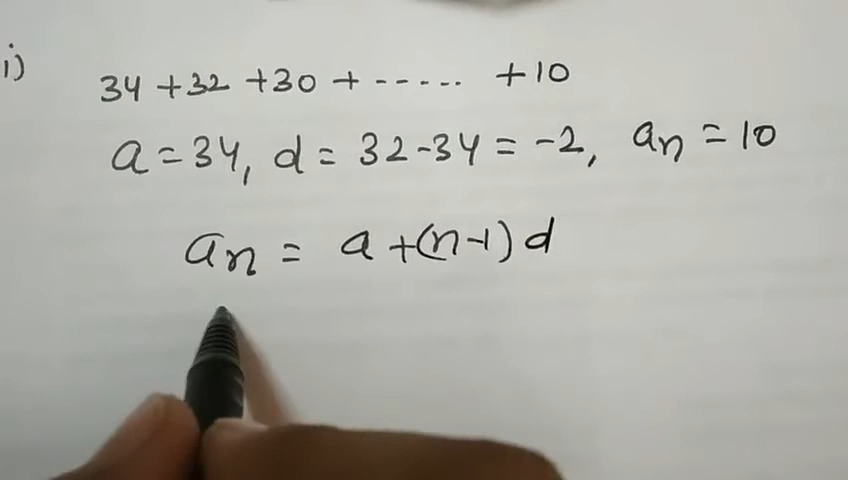 i) 34 + 32 + 30 + ------ + 10
a = 34, d = 32 - 34 = -2, an = 10
an = a + (n-1) d